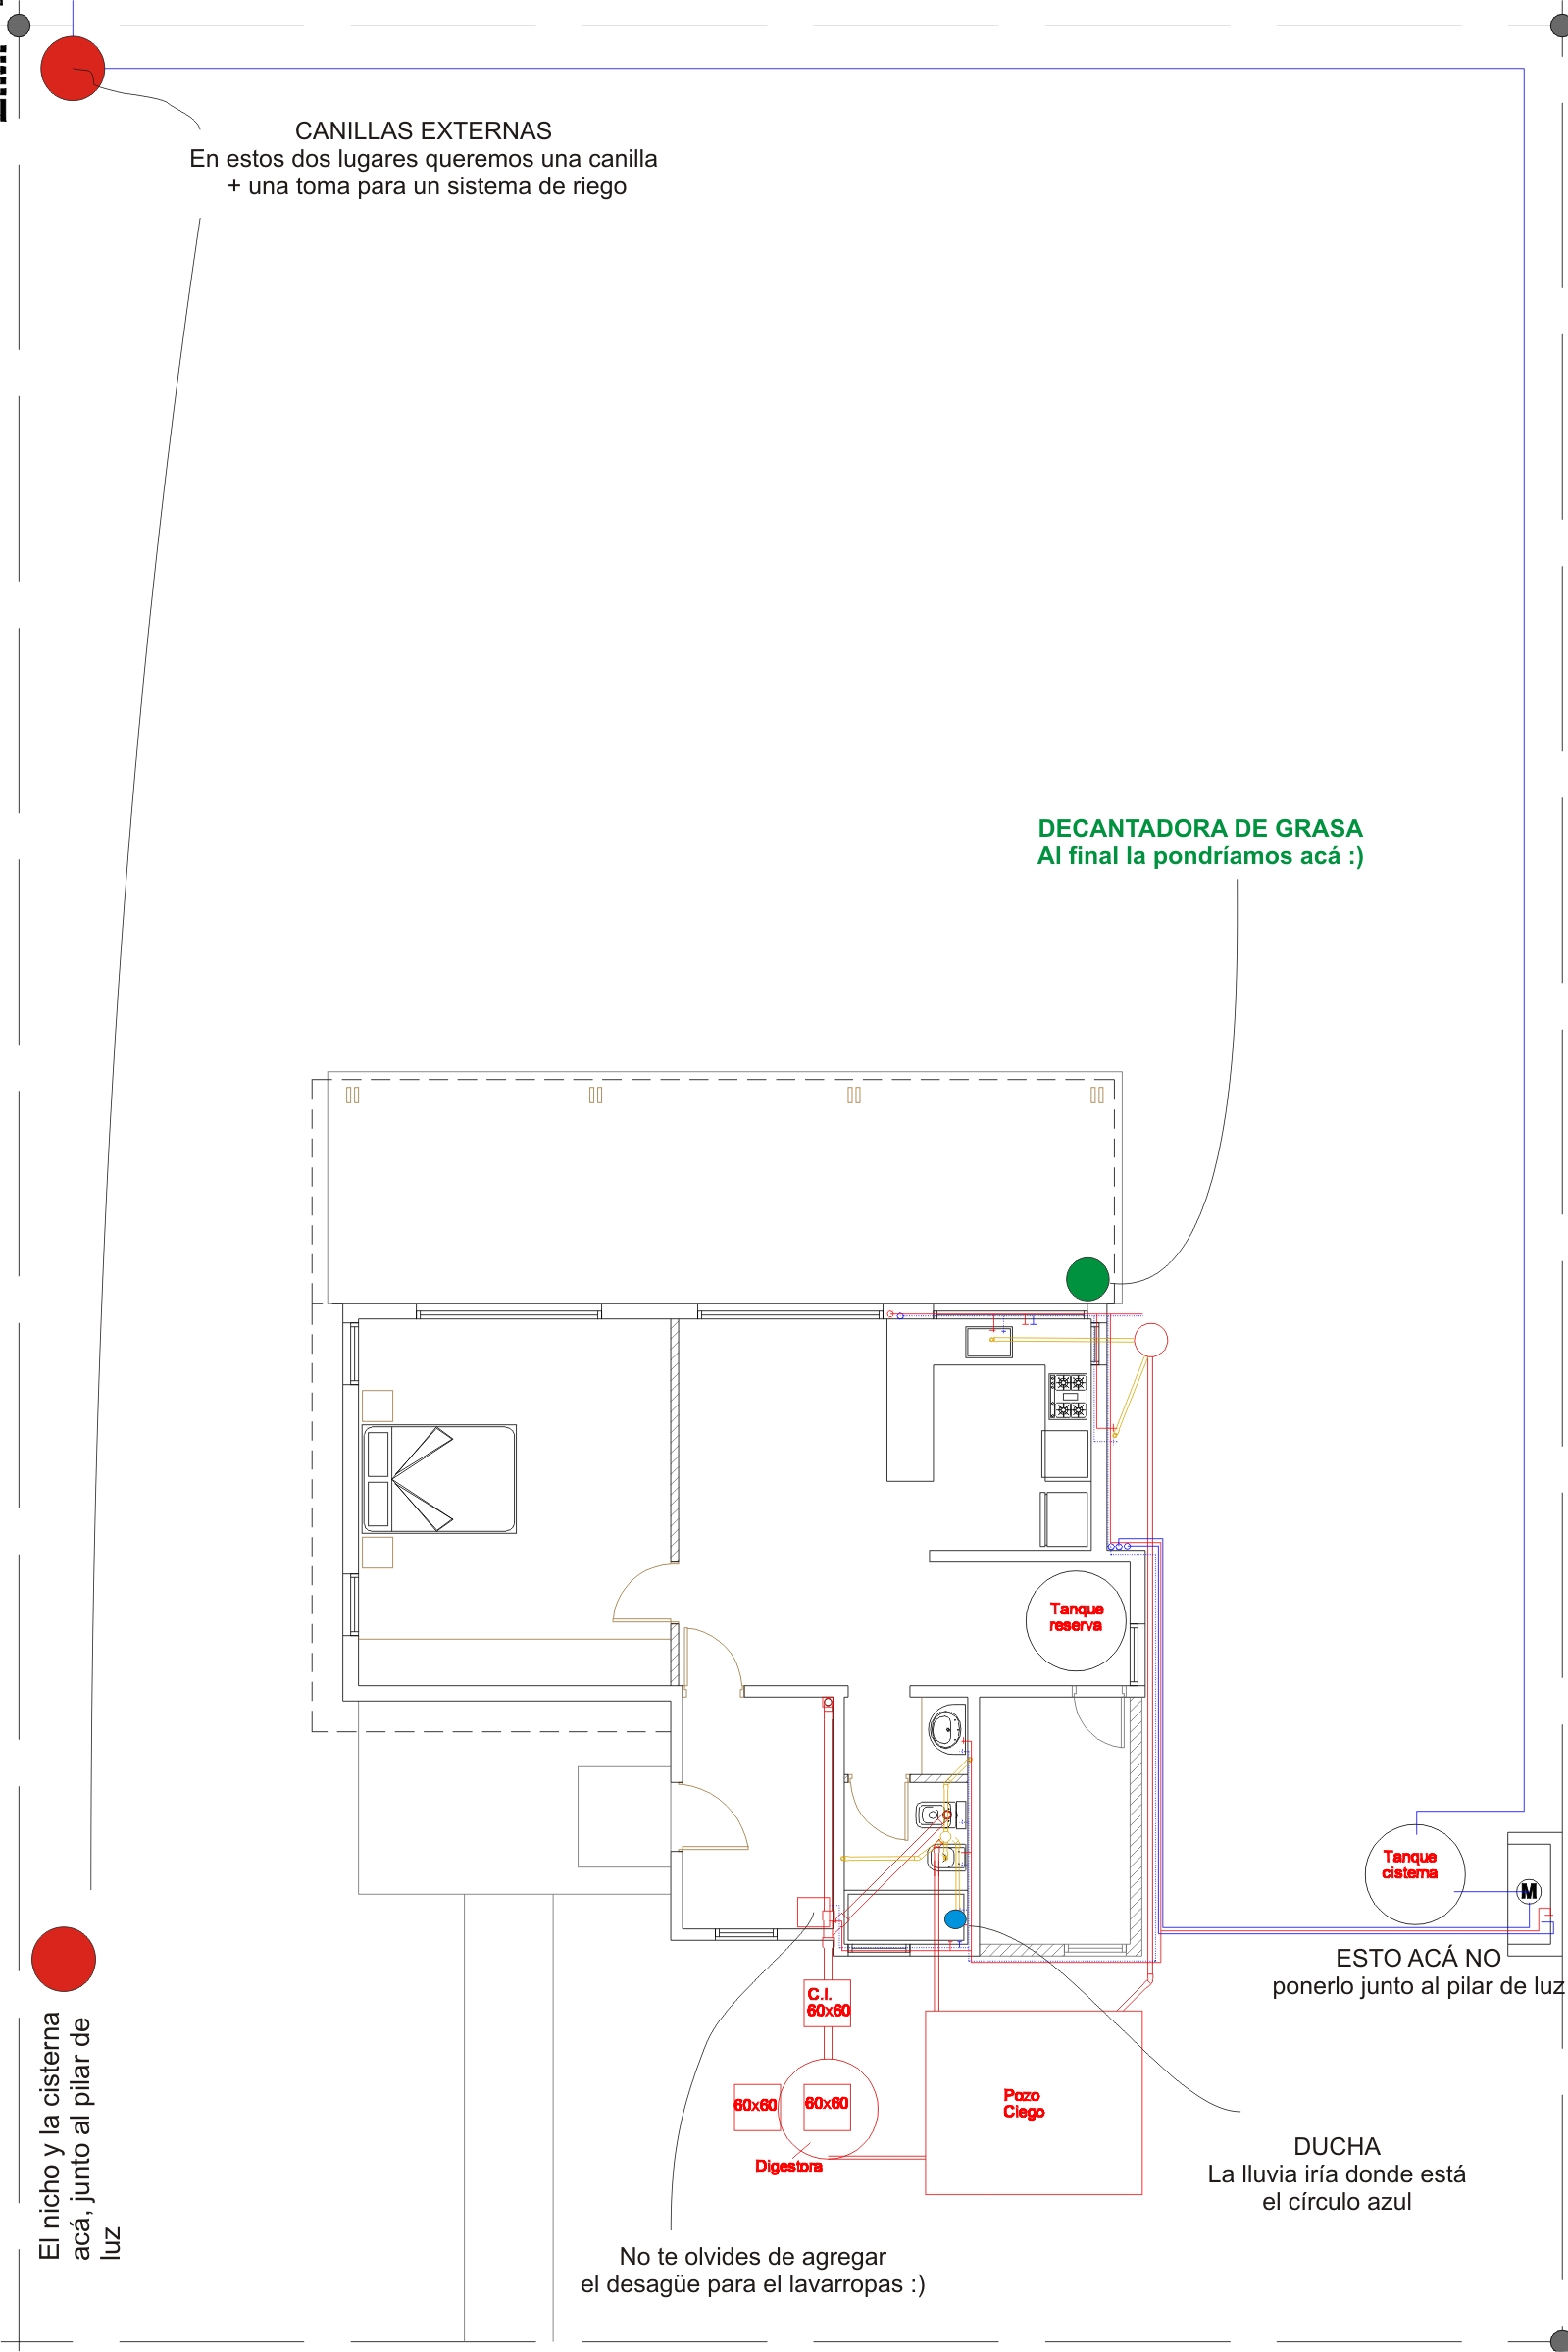 CANILLAS EXTERNAS
En estos dos lugares queremos una canilla
+ una toma para un sistema de riego
DECANTADORA DE GRASA
Al final la pondríamos acá :)
Tanque
reserva
Tanque
cisterna
M
ESTO ACÁ NO
ponerlo junto al pilar de luz
El nicho y la cisterna
acá, junto al pilar de
luz
C.I.
60x60
60x60
60x60
Digestora
Pozo
Ciego
DUCHA
La lluvia iría donde está
el círculo azul
No te olvides de agregar
el desagüe para el lavarropas :)